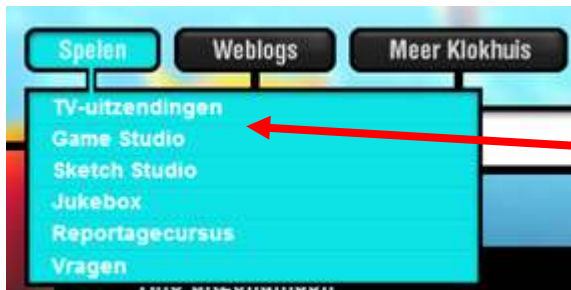 Spelen Weblogs Meer Klokhuis
TV-uitzendingen
Game Studio
Sketch Studio
Jukebox
Reportagecursus
Vragen